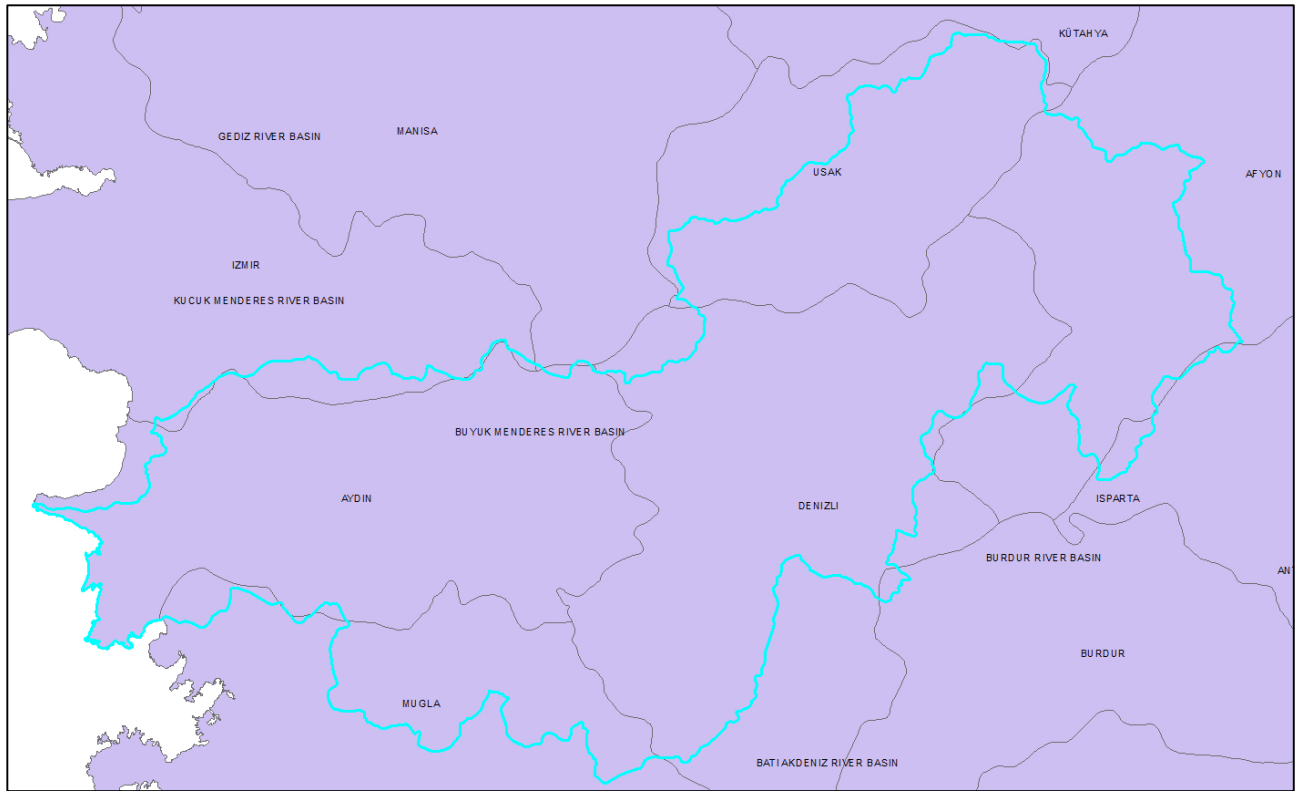 KÜTAHYA
GEDIZ RIVER BASIN
MANISA
USAK
AFYON
IZMIR
KUCUK MENDERES RIVER BASIN
BUYUK MENDERES RIVER BASIN
AYDIN
DENIZLI
ISPARTA
BURDUR RIVER BASIN
AN
BURDUR
MUGLA
BATI AKDENIZ RIVER BASIN